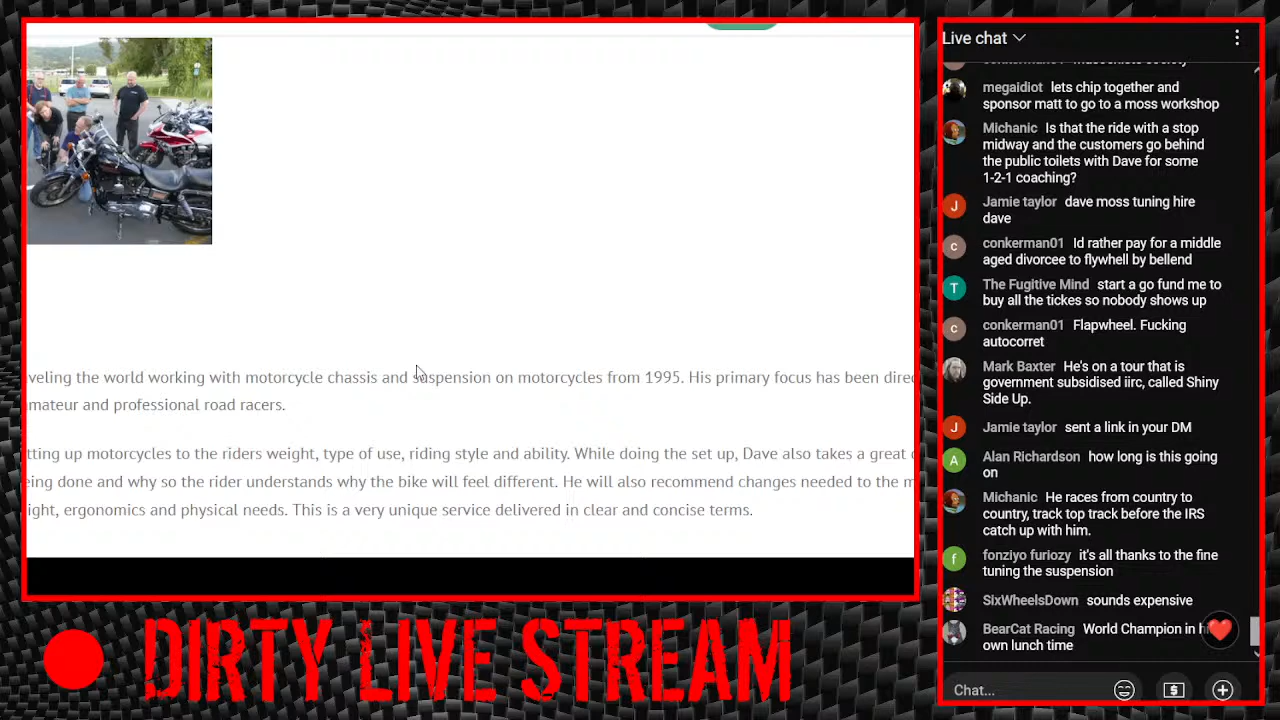 veling the world working with motorcycle chassis and suspension on motorcycles from 1995. His primary focus has been direc
mateur and professional road racers.
tting up motorcycles to the riders weight, type of use, riding style and ability. While doing the set up, Dave also takes a great
eing done and why so the rider understands why the bike will feel different. He will also recommend changes needed to the m
ight, ergonomics and physical needs. This is a very unique service delivered in clear and concise terms.
DIRTY LIVE STREAM
Live chat
megaidiot lets chip together and
sponsor matt to go to a moss workshop
Michanic Is that the ride with a stop
midway and the customers go behind
the public toilets with Dave for some
1-2-1 coaching?
Jamie taylor dave moss tuning hire
dave
conkerman01 Id rather pay for a middle
aged divorcee to flywhell by bellend
The Fugitive Mind start a go fund me to
buy all the tickes so nobody shows up
conkerman01 Flapwheel. Fucking
autocorret
Mark Baxter He's on a tour that is
government subsidised iirc, called Shiny
Side Up.
Jamie taylor sent a link in your DM
Alan Richardson how long is this going
on
Michanic He races from country to
country, track top track before the IRS
catch up with him.
fonziyo furiozy it's all thanks to the fine
tuning the suspension
SixWheelsDown sounds expensive
BearCat Racing World Champion in
own lunch time
Chat...